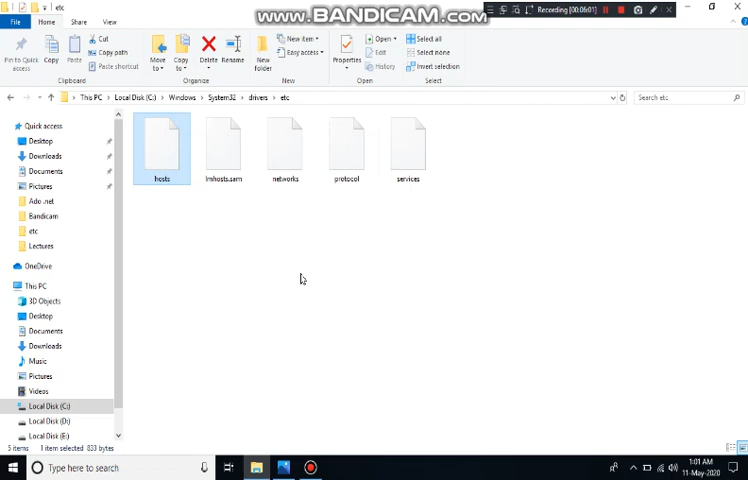 etc
www.BANDICAM.com
Recording [00:06:01]
File
Home
Share
View
Pin to Quick access
Copy
Paste
Cut
Copy path
Paste shortcut
Clipboard
Move to
Copy to
Delete
Rename
Organize
New folder
New item
Easy access
New
Properties
Open
Edit
History
Open
Select all
Select none
Invert selection
Select
This PC > Local Disk (C:) > Windows > System32 > drivers > etc
Search etc
Quick access
Desktop
Downloads
Documents
Pictures
Ado .net
Bandicam
etc
Lectures
OneDrive
This PC
3D Objects
Desktop
Documents
Downloads
Music
Pictures
Videos
Local Disk (C:)
Local Disk (D:)
Local Disk (E:)
hosts
lmhosts.sam
networks
protocol
services
5 items 1 item selected 833 bytes
Type here to search
1:01 AM
11-May-2020